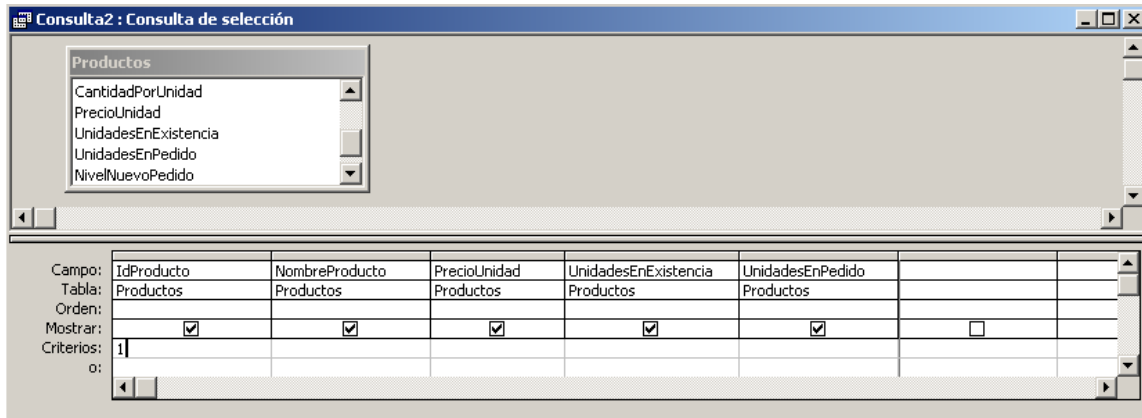 Consulta2 : Consulta de selección
Productos
CantidadPorUnidad
PrecioUnidad
UnidadesEnExistencia
UnidadesEnPedido
NivelNuevoPedido
Campo: IdProducto NombreProducto PrecioUnidad UnidadesEnExistencia UnidadesEnPedido
Tabla: Productos Productos Productos Productos Productos
Orden:
Mostrar:
Criterios: 1
o: